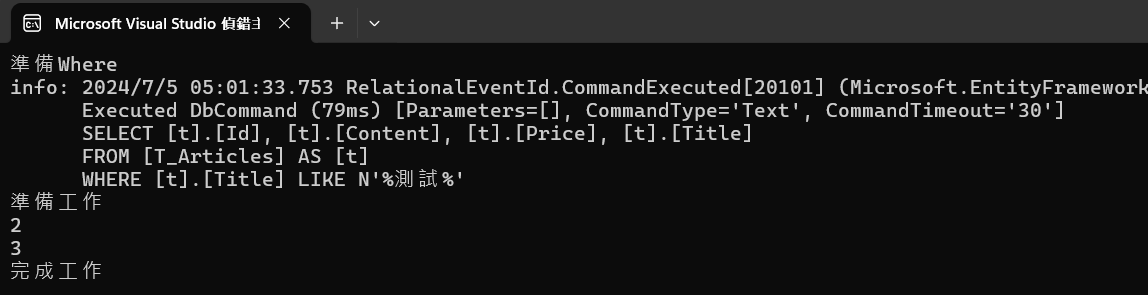 Microsoft Visual Studio 偵錯主
準備Where
info: 2024/7/5 05:01:33.753 RelationalEventId.CommandExecuted[20101] (Microsoft.EntityFramework
Executed DbCommand (79ms) [Parameters=[], CommandType='Text', CommandTimeout='30']
SELECT [t].[Id], [t].[Content], [t].[Price], [t].[Title]
FROM [T_Articles] AS [t]
WHERE [t].[Title] LIKE N'%測試%'
準備工作
2
3
完成工作